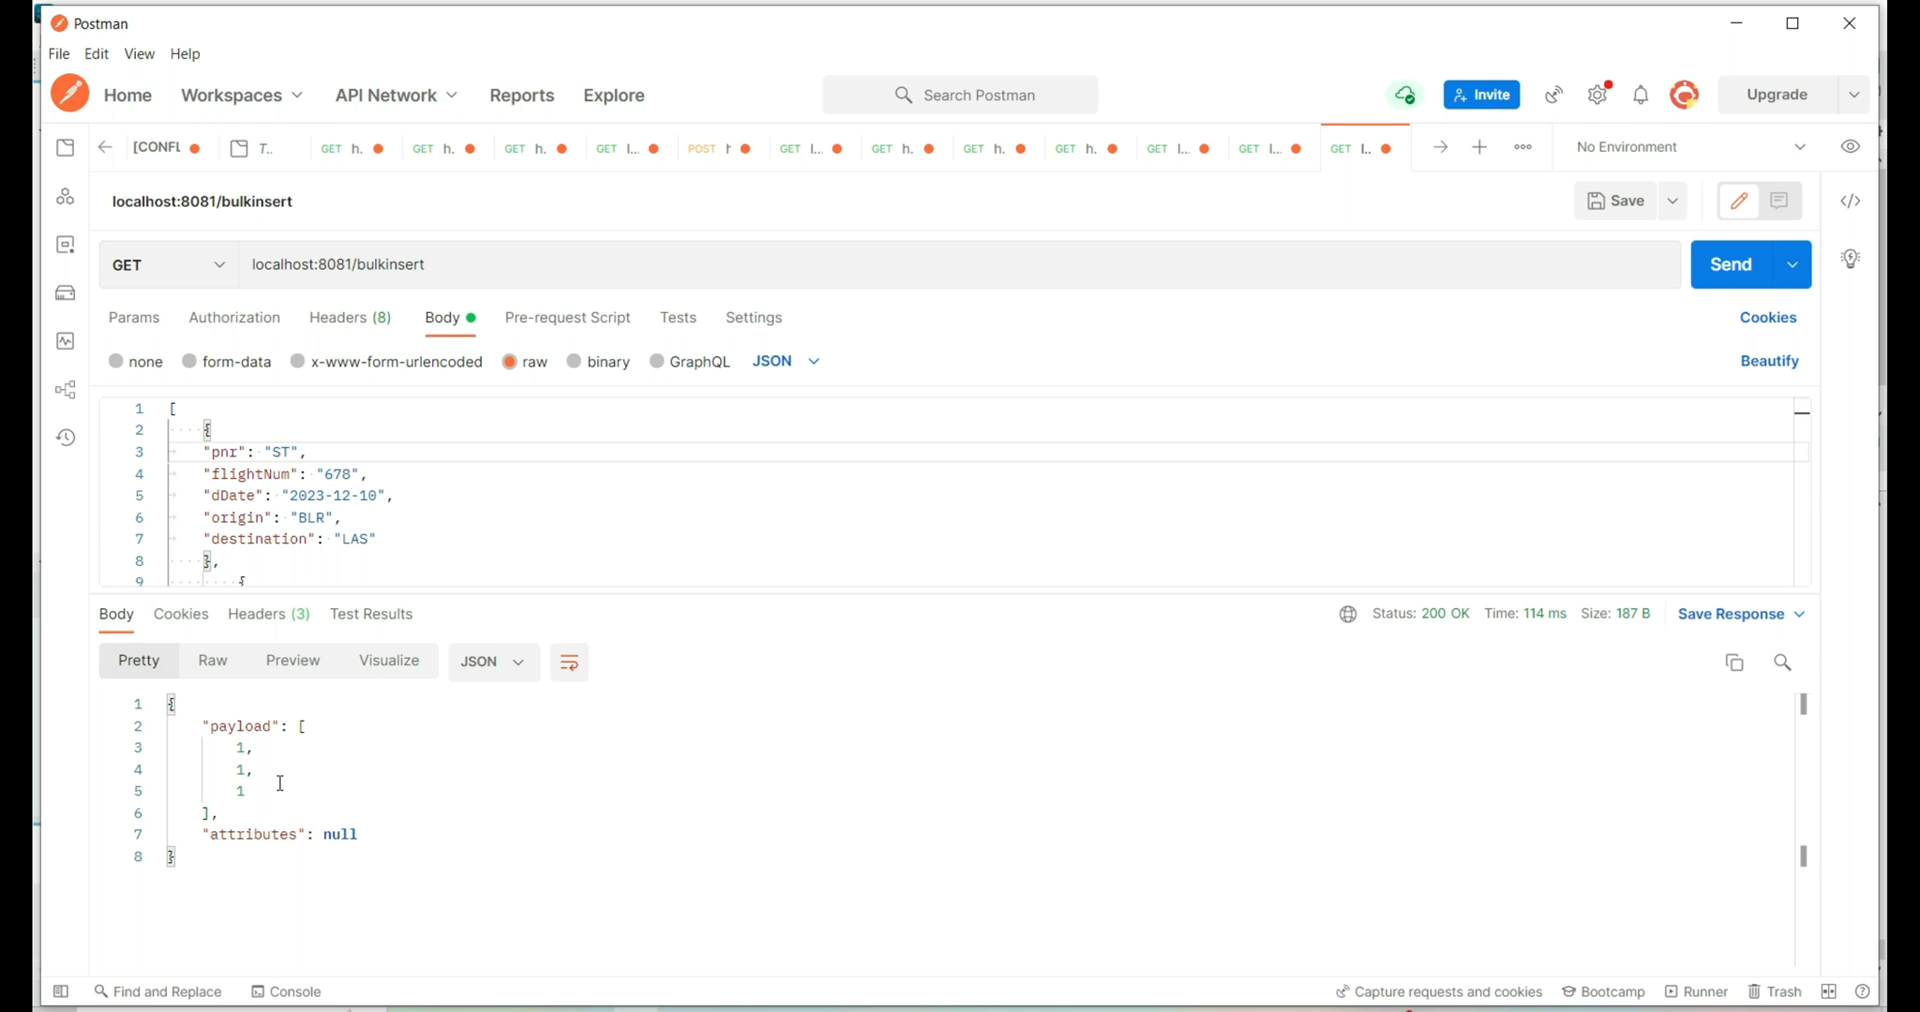 Postman
File Edit View Help
Home Workspaces API Network Reports Explore Search Postman Invite Upgrade
[CONFL T.. GET h. GET h. GET h. GET l... POST GET l... GET h. GET h. GET h. GET l... GET l... GET l.. No Environment
localhost:8081/bulkinsert Save
GET localhost:8081/bulkinsert Send
Params Authorization Headers (8) Body Pre-request Script Tests Settings Cookies
none form-data x-www-form-urlencoded raw binary GraphQL JSON Beautify
1 [
2 {
3 "pnr": "ST",
4 "flightNum": "678",
5 "dDate": "2023-12-10",
6 "origin": "BLR",
7 "destination": "LAS"
8 },
9 {
Body Cookies Headers (3) Test Results Status: 200 OK Time: 114 ms Size: 187 B Save Response
Pretty Raw Preview Visualize JSON
1 {
2 "payload": [
3 1,
4 1,
5 1
6 ],
7 "attributes": null
8 }
Find and Replace Console Capture requests and cookies Bootcamp Runner Trash